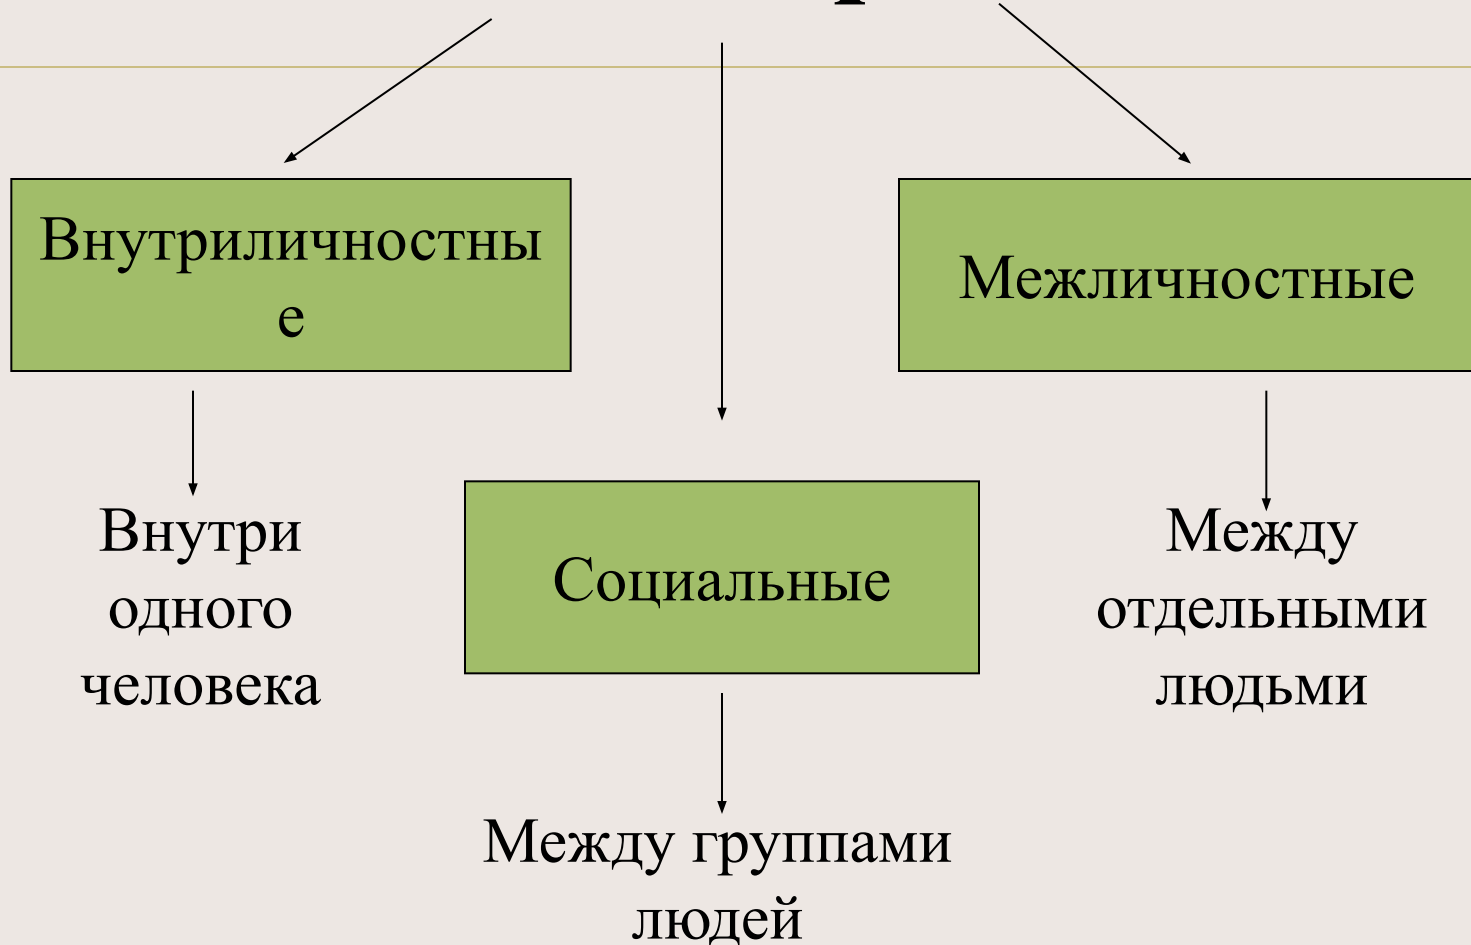 Внутриличностны
е
Межличностные
Внутри
одного
человека
Социальные
Между
отдельными
людьми
Между группами
людей